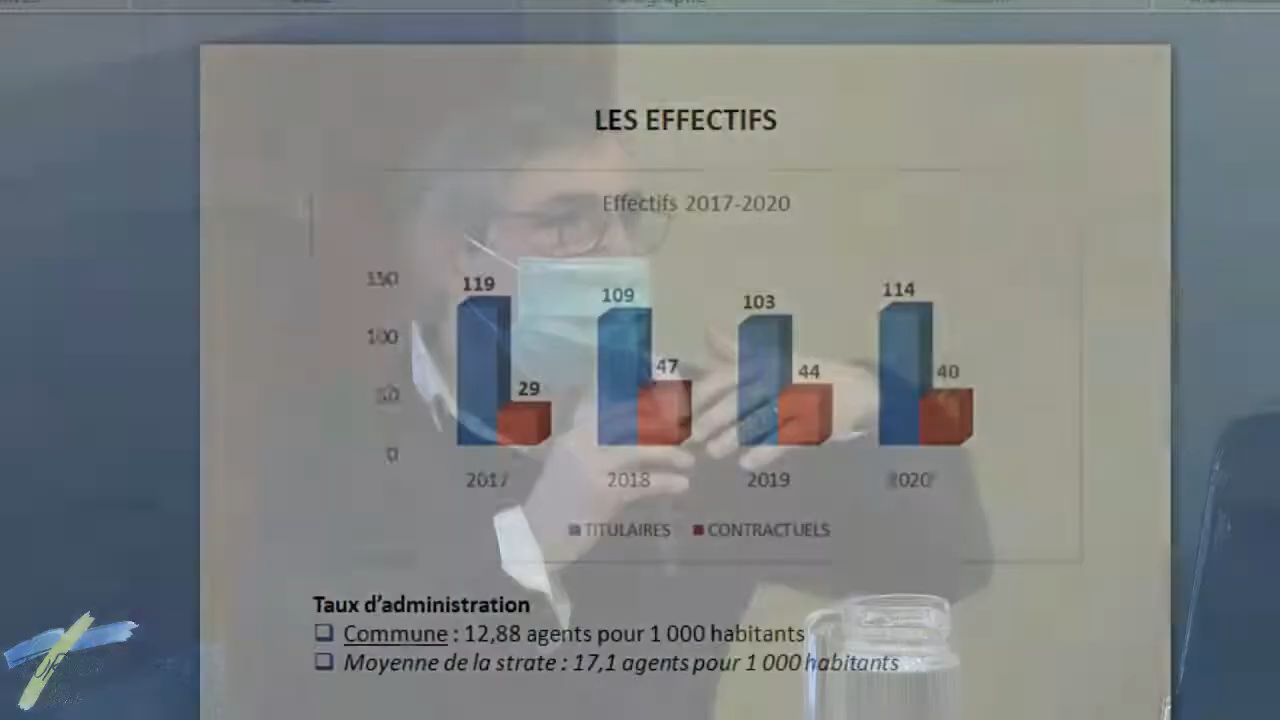 LES EFFECTIFS
Effectifs 2017-2020
150
100
50
0
119
29
109
47
103
44
114
40
2017
2018
2019
2020
TITULAIRES
CONTRACTUELS
Taux d'administration
Commune : 12,88 agents pour 1 000 habitants
Moyenne de la strate : 17,1 agents pour 1 000 habitants